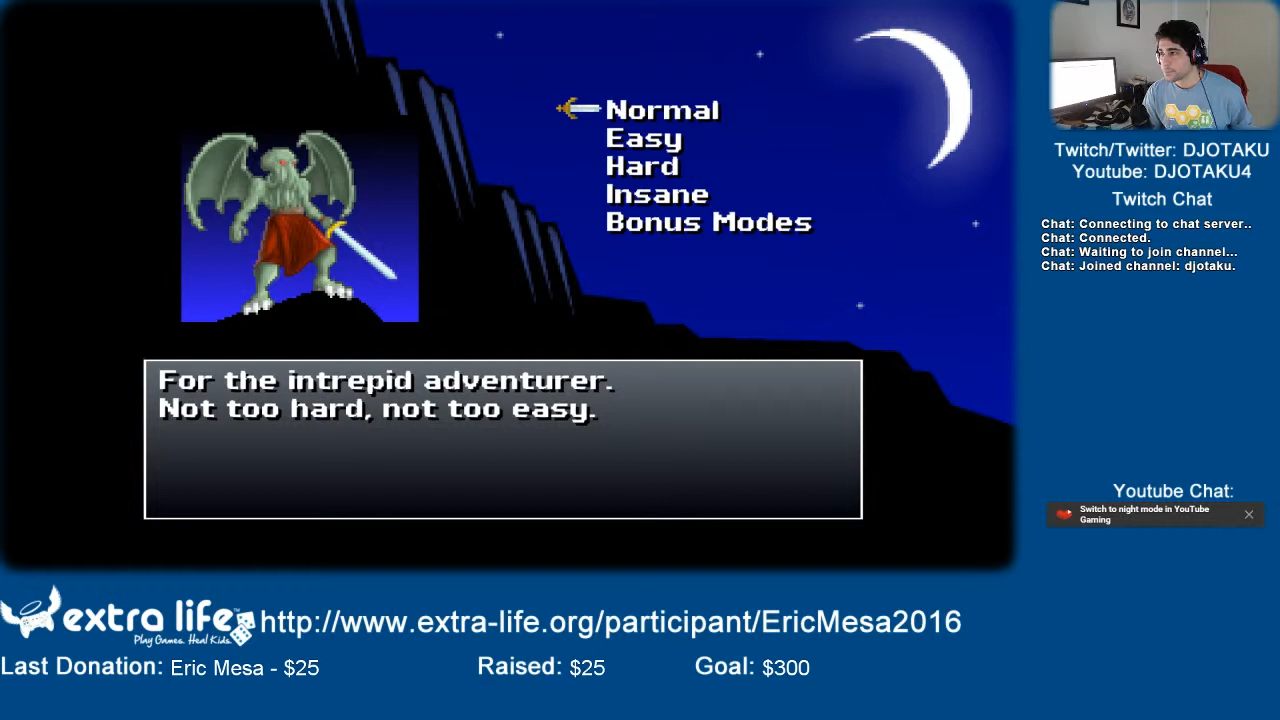 Normal
Easy
Hard
Insane
Bonus Modes
For the intrepid adventurer.
Not too hard, not too easy.
Twitch/Twitter: DJOTAKU
Youtube: DJOTAKU4
Twitch Chat
Chat: Connecting to chat server..
Chat: Connected.
Chat: Waiting to join channel...
Chat: Joined channel: djotaku.
Youtube Chat:
Switch to night mode in YouTube
Gaming
extra life
Play Games. Heal Kids.
http://www.extra-life.org/participant/EricMesa2016
Last Donation: Eric Mesa - $25
Raised: $25
Goal: $300